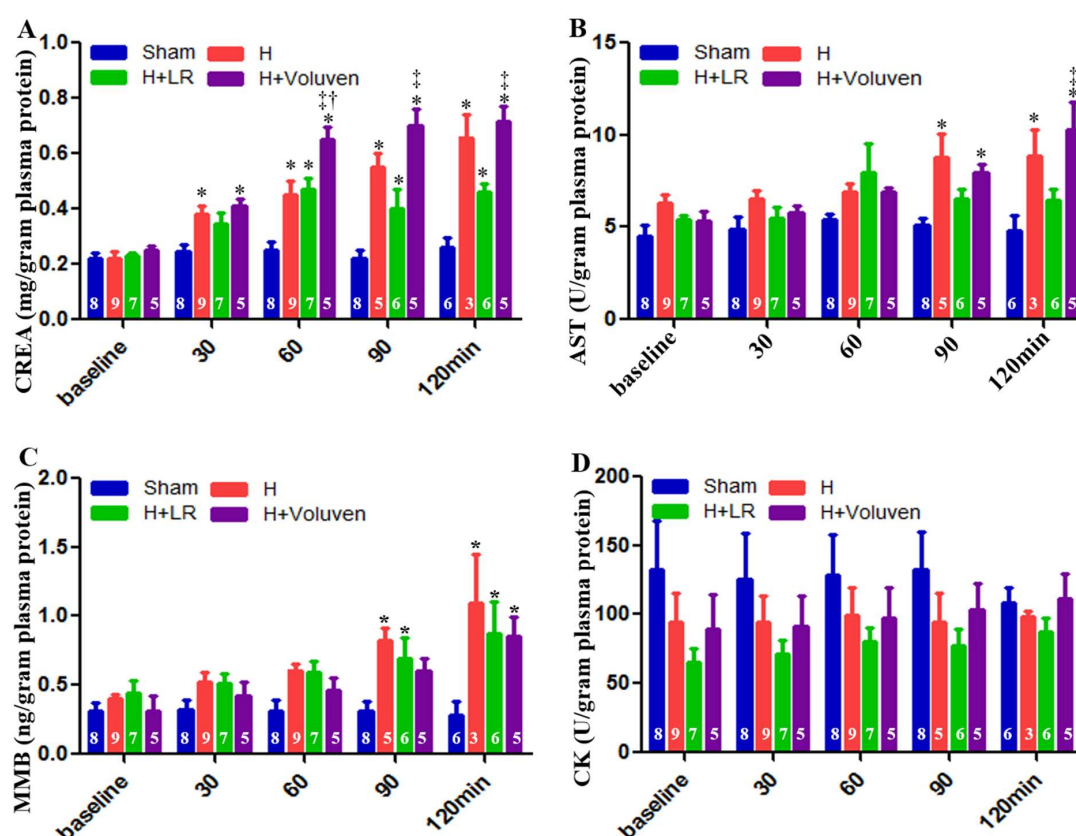 A
CREA (mg/gram plasma protein)
Sham H
H+LR H+Voluven
1.0
0.8
0.6
0.4
0.2
0.0
* * * * ‡† * * * ‡ * * * ‡ *
8 9 7 5 8 9 7 5 8 9 7 5 8 5 6 5 6 3 6 5
baseline 30 60 90 120min
B
AST (U/gram plasma protein)
Sham H
H+LR H+Voluven
15
10
5
0
* * * ‡ *
8 9 7 5 8 9 7 5 8 9 7 5 8 5 6 5 6 3 6 5
baseline 30 60 90 120min
C
MMB (ng/gram plasma protein)
Sham H
H+LR H+Voluven
2.0
1.5
1.0
0.5
0.0
* * * * *
8 9 7 5 8 9 7 5 8 9 7 5 8 5 6 5 6 3 6 5
baseline 30 60 90 120min
D
CK (U/gram plasma protein)
Sham H
H+LR H+Voluven
200
150
100
50
0
8 9 7 5 8 9 7 5 8 9 7 5 8 5 6 5 6 3 6 5
baseline 30 60 90 120min